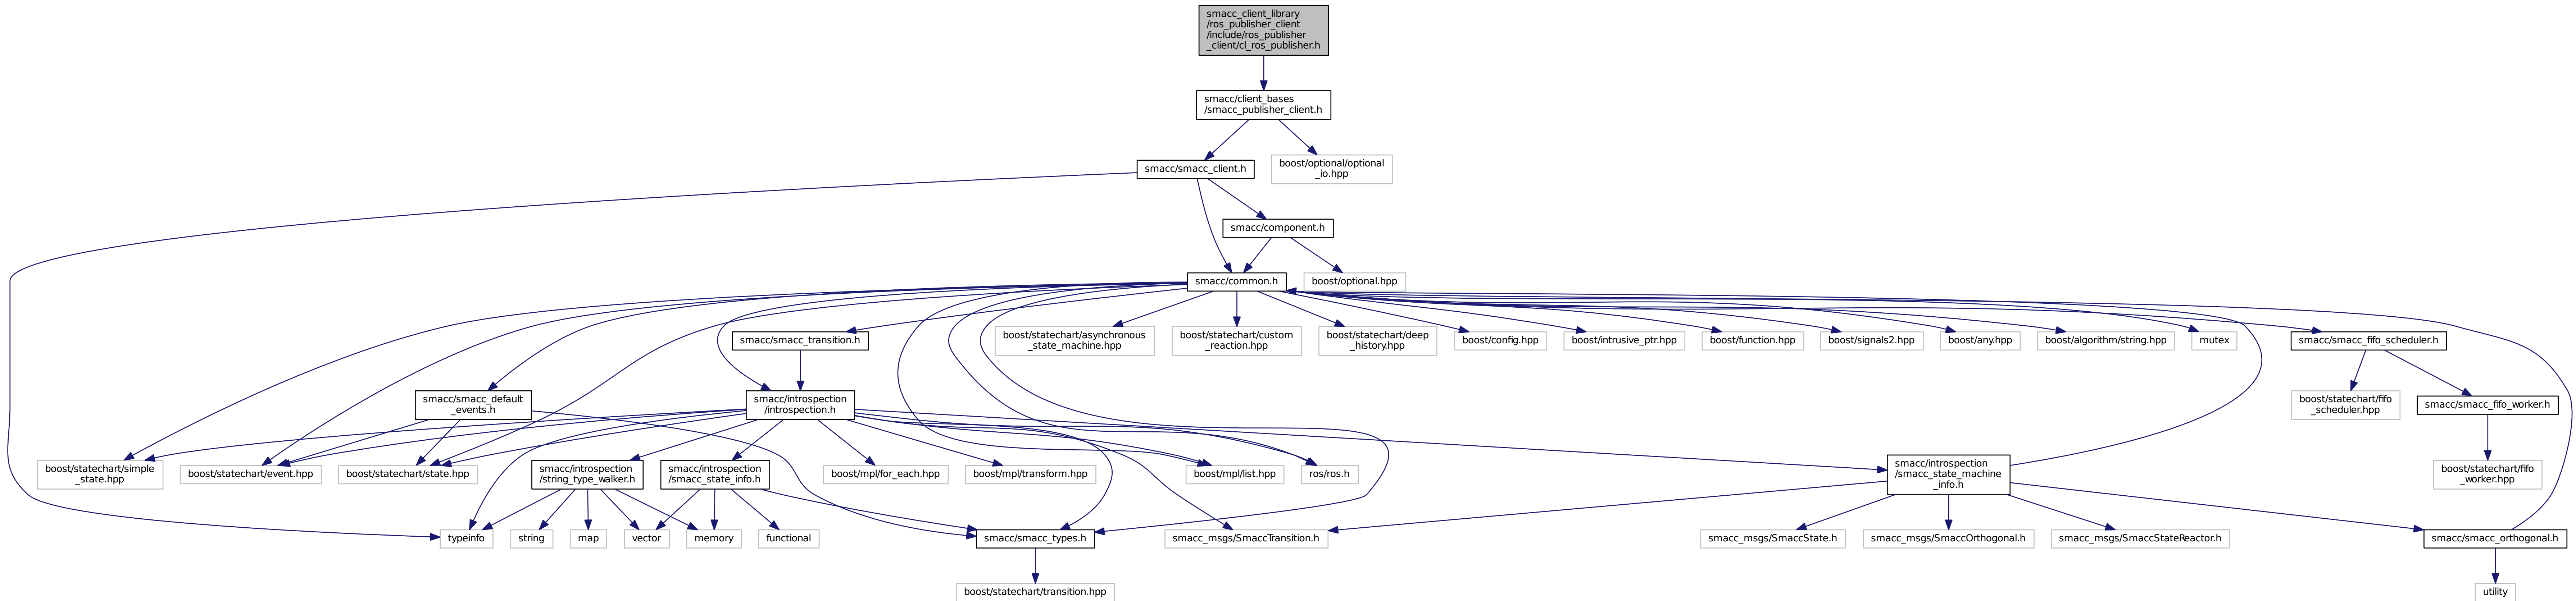 smacc_client_library
/ros_publisher_client
/include/ros_publisher
_client/cl_ros_publisher.h
smacc/client_bases
/smacc_publisher_client.h
smacc/smacc_client.h
boost/optional/optional
_io.hpp
smacc/component.h
smacc/common.h
boost/optional.hpp
smacc/smacc_transition.h
boost/statechart/asynchronous
_state_machine.hpp
boost/statechart/custom
_reaction.hpp
boost/statechart/deep
_history.hpp
boost/config.hpp
boost/intrusive_ptr.hpp
boost/function.hpp
boost/signals2.hpp
boost/any.hpp
boost/algorithm/string.hpp
mutex
smacc/smacc_fifo_scheduler.h
smacc/smacc_default
_events.h
smacc/introspection
/introspection.h
boost/statechart/fifo
_scheduler.hpp
smacc/smacc_fifo_worker.h
boost/statechart/simple
_state.hpp
boost/statechart/event.hpp
boost/statechart/state.hpp
smacc/introspection
/string_type_walker.h
smacc/introspection
/smacc_state_info.h
boost/mpl/for_each.hpp
boost/mpl/transform.hpp
boost/mpl/list.hpp
ros/ros.h
smacc/introspection
/smacc_state_machine
_info.h
boost/statechart/fifo
_worker.hpp
typeinfo
string
map
vector
memory
functional
smacc/smacc_types.h
smacc_msgs/SmaccTransition.h
smacc_msgs/SmaccState.h
smacc_msgs/SmaccOrthogonal.h
smacc_msgs/SmaccStateReactor.h
smacc/smacc_orthogonal.h
boost/statechart/transition.hpp
utility